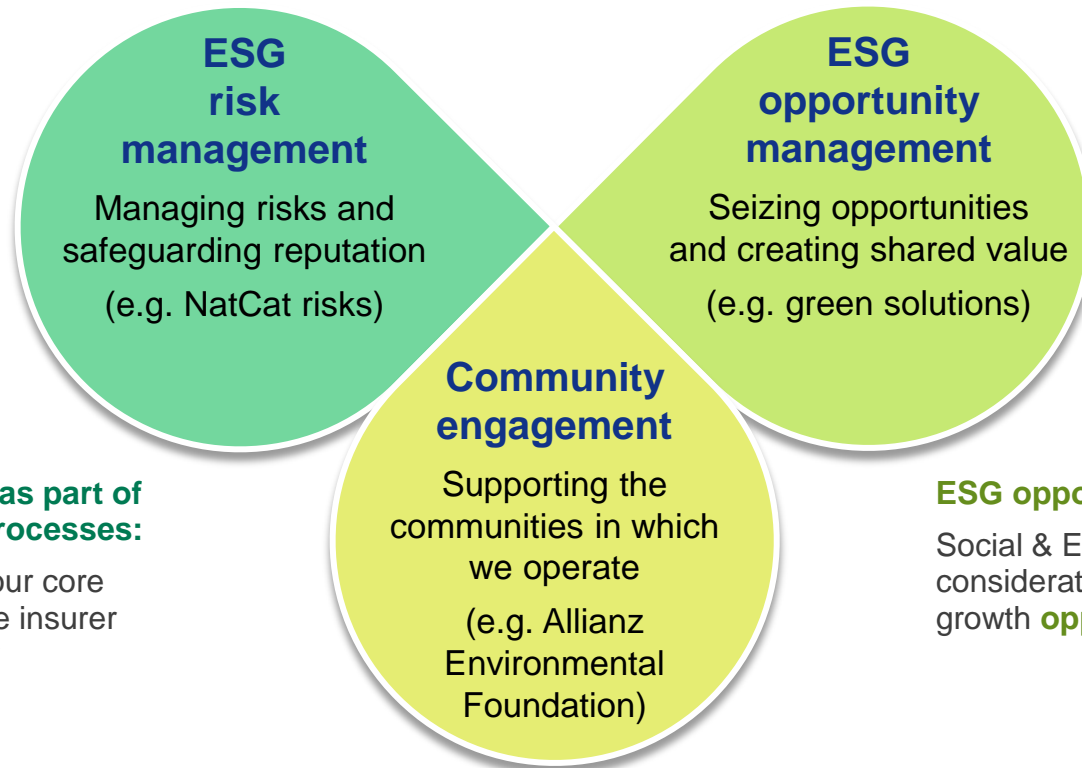 ESG
risk
management
Managing risks and
safeguarding reputation
(e.g. NatCat risks)
ESG
opportunity
management
Seizing opportunities
and creating shared value
(e.g. green solutions)
Community
engagement
Supporting the
communities in which
we operate
(e.g. Allianz
Environmental
Foundation)
as part of
rocesses:
our core
e insurer
ESG oppo
Social & E
considerat
growth opp